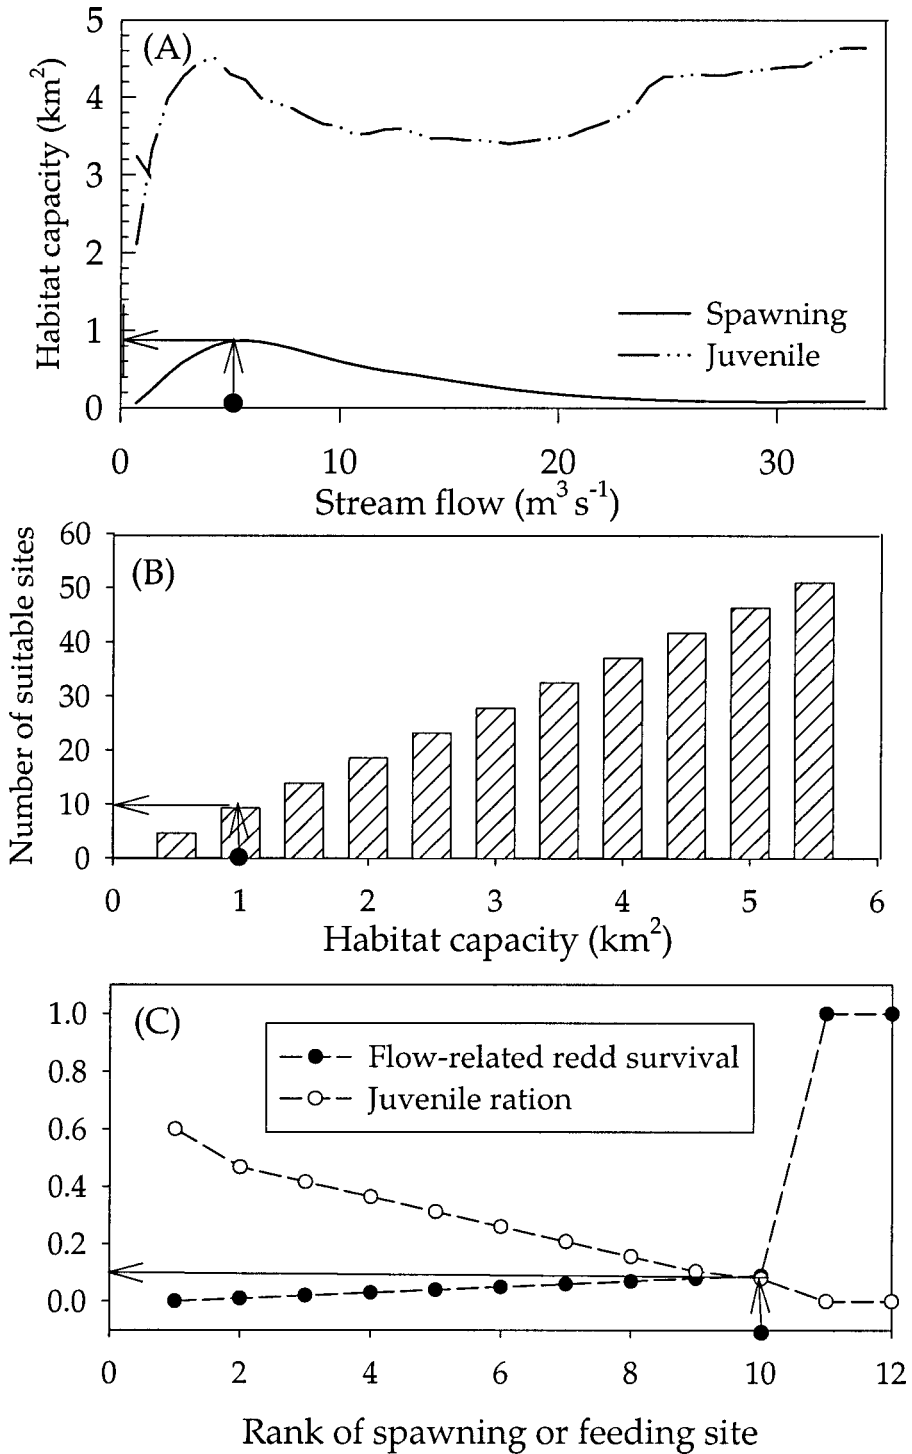 (A)
Habitat capacity (km²)
5
4
3
2
1
0
Spawning
Juvenile
0 10 20 30
Stream flow (m³ s⁻¹)
(B)
Number of suitable sites
60
50
40
30
20
10
0
0 1 2 3 4 5 6
Habitat capacity (km²)
(C)
1.0
0.8
0.6
0.4
0.2
0.0
Flow-related redd survival
Juvenile ration
0 2 4 6 8 10 12
Rank of spawning or feeding site